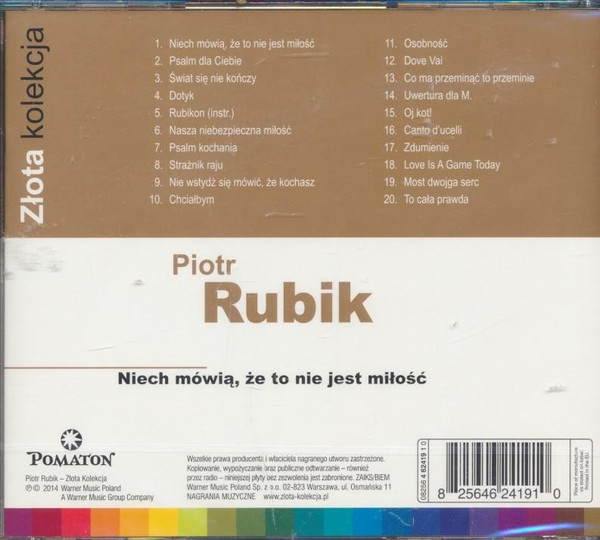 Złota kolekcja
1. Niech mówią, że to nie jest miłość
2. Psalm dla Ciebie
3. Świat się nie kończy
4. Dotyk
5. Rubikon (instr.)
6. Nasza niebezpieczna miłość
7. Psalm kochania
8. Strażnik raju
9. Nie wstydź się mówić, że kochasz
10. Chciałbym
11. Osobność
12. Dove Vai
13. Co ma przeminąć to przeminie
14. Uwertura dla M.
15. Oj kot!
16. Canto d'ucelli
17. Zdumienie
18. Love Is A Game Today
19. Most dwojga serc
20. To cała prawda
Piotr
Rubik
Niech mówią, że to nie jest miłość
POMATON
Piotr Rubik – Złota Kolekcja
℗ © 2014 Warner Music Poland
A Warner Music Group Company
Wszelkie prawa producenta i właściciela nagranego utworu zastrzeżone.
Kopiowanie, wypożyczanie oraz publiczne odtwarzanie – również
przez radio – niniejszej płyty bez zezwolenia jest zabronione. ZAIKS/BIEM
Warner Music Poland Sp. z o.o. 02-823 Warszawa, ul. Osmańska 11
NAGRANIA MUZYCZNE www.zlota-kolekcja.pl
08256 4 62419 1 0
8 25646 24191 0